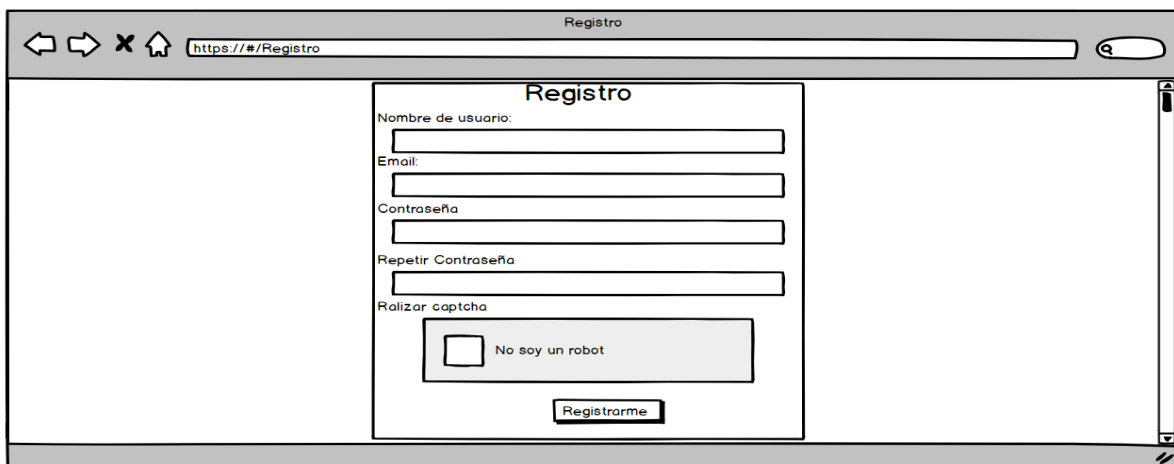 Registro
https://#/Registro
Registro
Nombre de usuario:
Email:
Contraseña
Repetir Contraseña
Ralizar captcha
No soy un robot
Registrarme